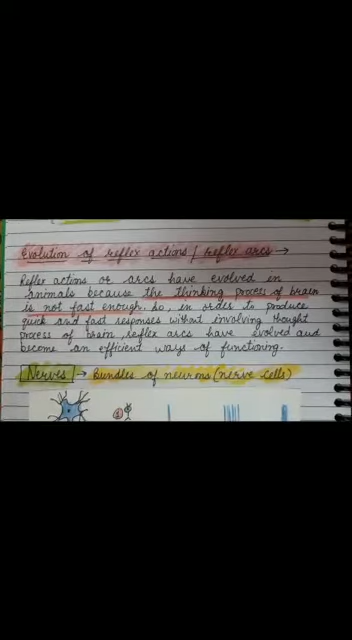 Evolution of reflex actions / reflex arcs →
Reflex actions or arcs have evolved in
animals because the thinking process of brain
is not fast enough. So, in order to produce
quick and fast responses without involving thought
process of brain, reflex arcs have evolved and
become an efficient ways of functioning.
Nerves → Bundles of neurons (nerve cells)